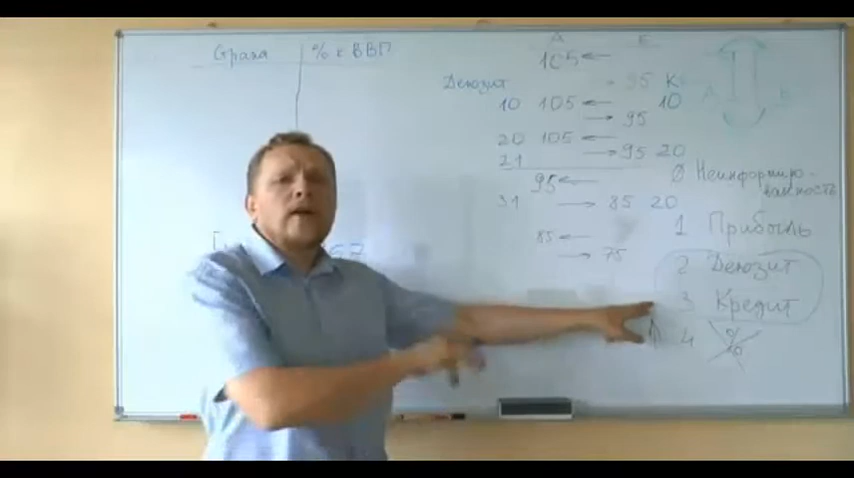 Страна | % к ВВП
А Б
105 ←
Депозит 95 К
10 105 ← 10
→ 95
20 105 ←
→ 95 20
21
95 ←
31 → 85 20
85 ←
→ 75
А В
0 Неинформиро-
ванность
1 Прибыль
2 Депозит
3 Кредит
4 %